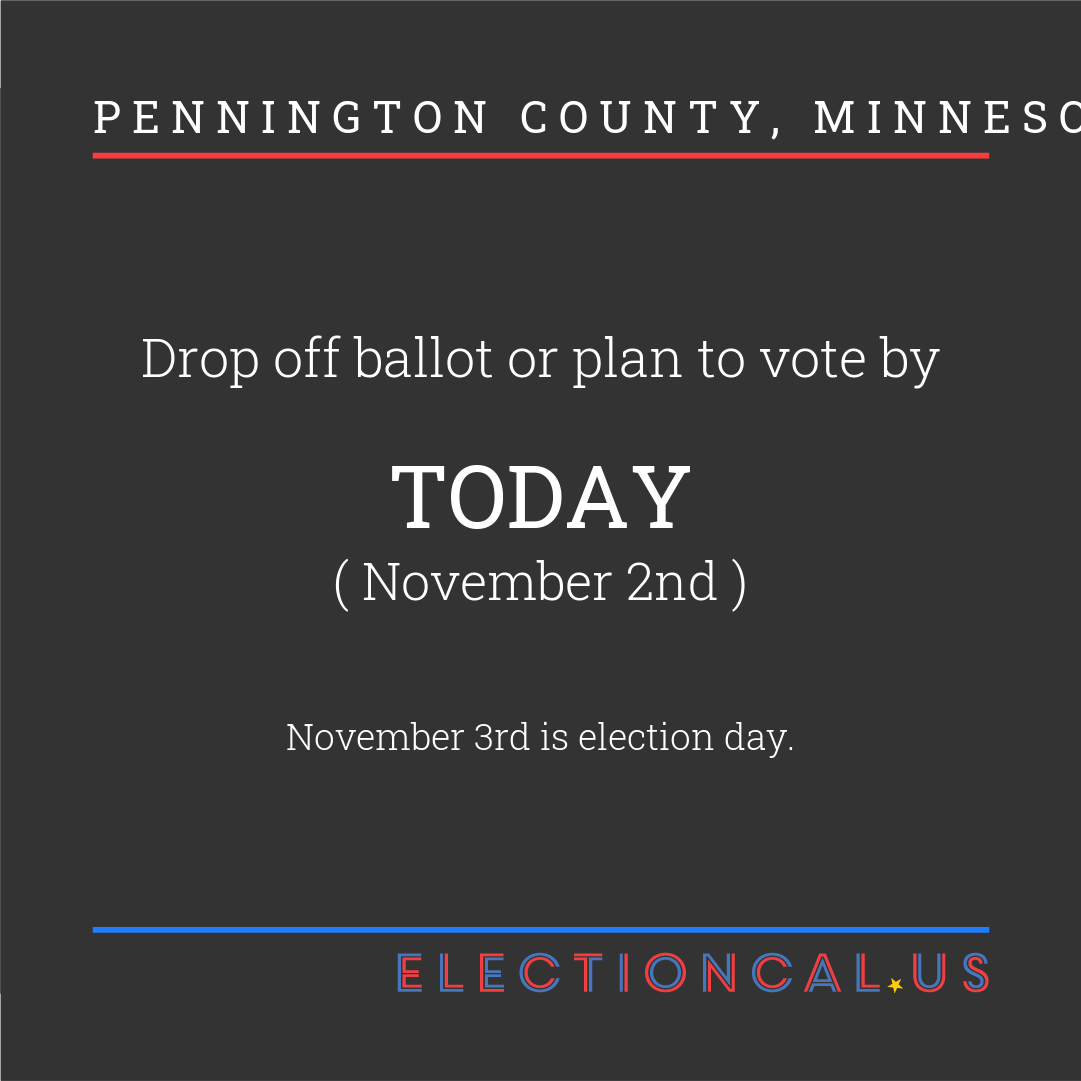 PENNINGTON COUNTY, MINNESO
Drop off ballot or plan to vote by
TODAY
( November 2nd )
November 3rd is election day.
ELECTIONCAL.US